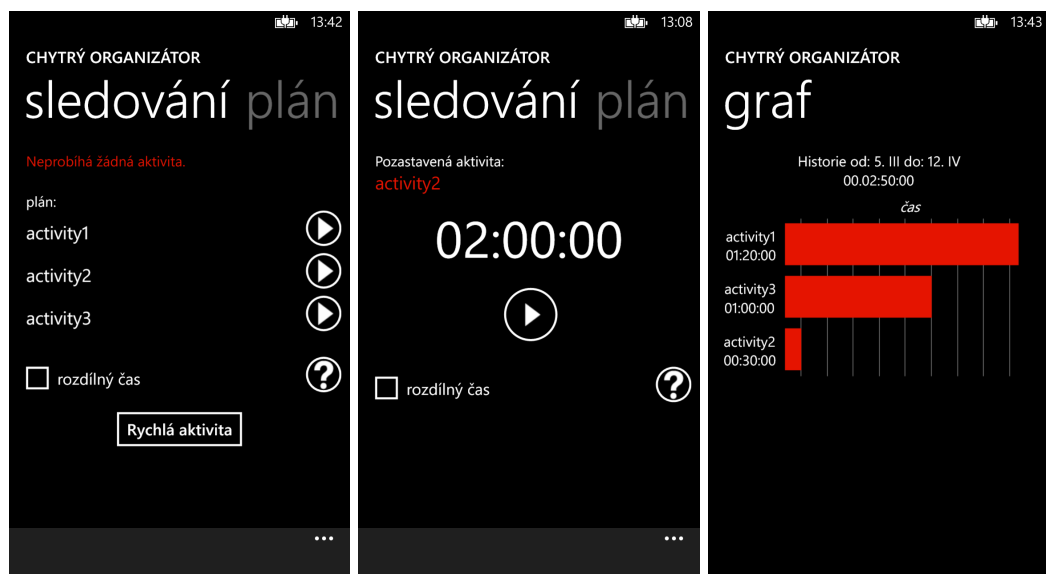 13:42
CHYTRÝ ORGANIZÁTOR
sledování plán
Neprobíhá žádná aktivita.
plán:
activity1
activity2
activity3
rozdílný čas
?
Rychlá aktivita
...
13:08
CHYTRÝ ORGANIZÁTOR
sledování plán
Pozastavená aktivita:
activity2
02:00:00
rozdílný čas
?
...
13:43
CHYTRÝ ORGANIZÁTOR
graf
Historie od: 5. III do: 12. IV
00.02:50:00
čas
activity1
01:20:00
activity3
01:00:00
activity2
00:30:00